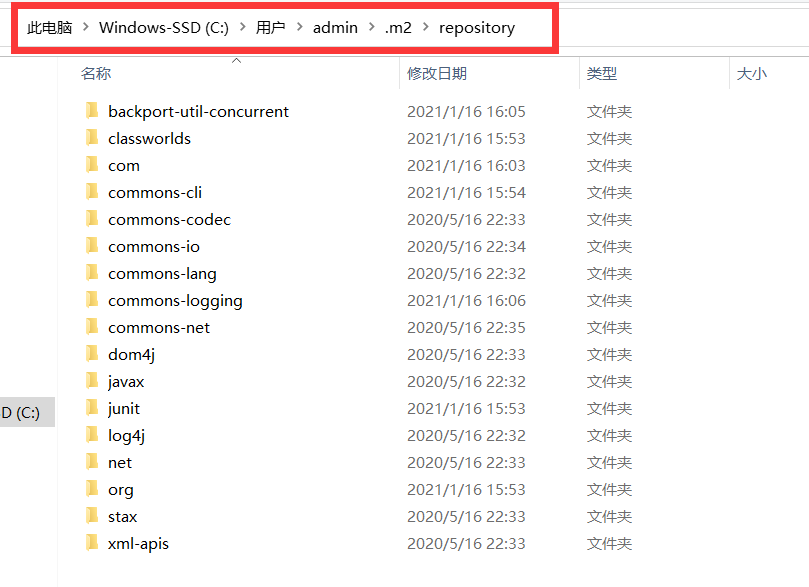 此电脑 > Windows-SSD (C:) > 用户 > admin > .m2 > repository
名称 修改日期 类型 大小
backport-util-concurrent 2021/1/16 16:05 文件夹
classworlds 2021/1/16 15:53 文件夹
com 2021/1/16 16:03 文件夹
commons-cli 2021/1/16 15:54 文件夹
commons-codec 2020/5/16 22:33 文件夹
commons-io 2020/5/16 22:34 文件夹
commons-lang 2020/5/16 22:32 文件夹
commons-logging 2021/1/16 16:06 文件夹
commons-net 2020/5/16 22:35 文件夹
dom4j 2020/5/16 22:33 文件夹
javax 2020/5/16 22:32 文件夹
junit 2021/1/16 15:53 文件夹
D (C:)
log4j 2020/5/16 22:32 文件夹
net 2020/5/16 22:33 文件夹
org 2021/1/16 15:53 文件夹
stax 2020/5/16 22:33 文件夹
xml-apis 2020/5/16 22:33 文件夹